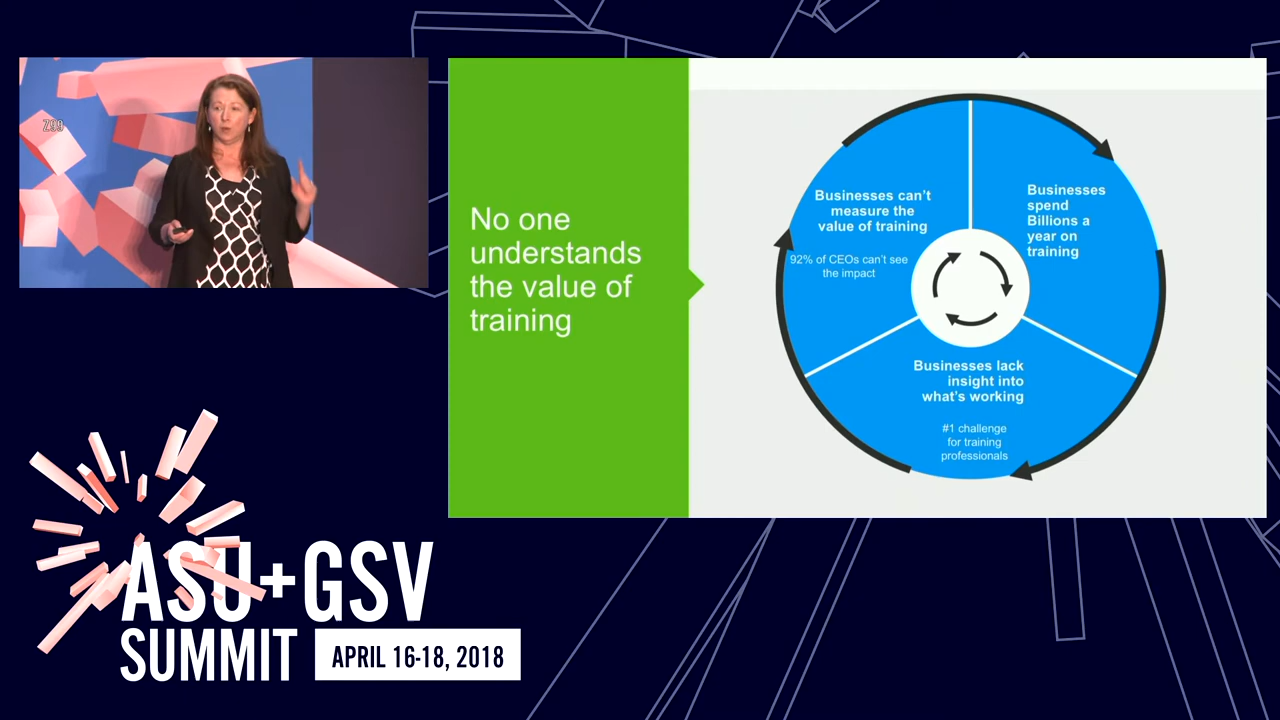 No one
understands
the value of
training
Businesses can't
measure the
value of training
92% of CEOs can't see
the impact
Businesses
spend
Billions a
year on
training
Businesses lack
insight into
what's working
#1 challenge
for training
professionals
ASU+GSV
SUMMIT
APRIL 16-18, 2018